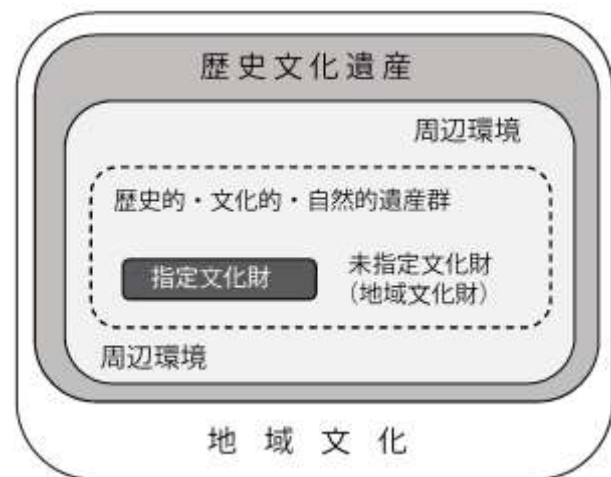 歴史文化遺産
周辺環境
歴史的・文化的・自然的遺産群
指定文化財
未指定文化財
（地域文化財）
周辺環境
地域文化